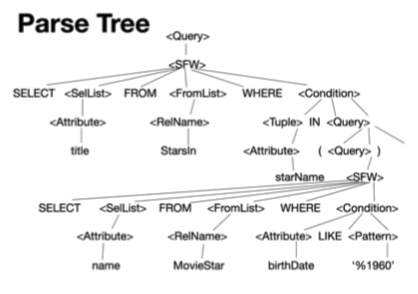 Parse Tree
<Query>
<SFW>
SELECT <SelList> FROM <FromList> WHERE <Condition>
<Attribute> <RelName> <Tuple> IN <Query>
title StarsIn <Attribute> ( <Query> )
starName <SFW>
SELECT <SelList> FROM <FromList> WHERE <Condition>
<Attribute> <RelName> <Attribute> LIKE <Pattern>
name MovieStar birthDate '%1960'